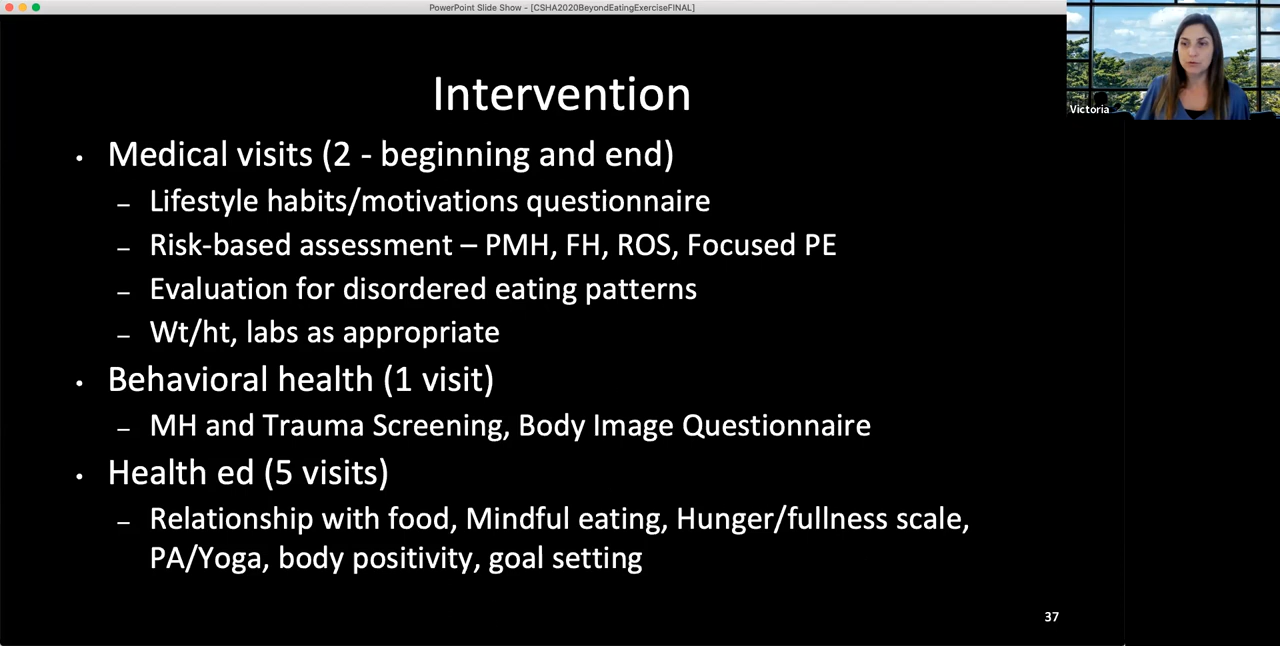 PowerPoint Slide Show - [CSHA2020BeyondEatingExerciseFINAL]
Victoria
Intervention
• Medical visits (2 - beginning and end)
– Lifestyle habits/motivations questionnaire
– Risk-based assessment – PMH, FH, ROS, Focused PE
– Evaluation for disordered eating patterns
– Wt/ht, labs as appropriate
• Behavioral health (1 visit)
– MH and Trauma Screening, Body Image Questionnaire
• Health ed (5 visits)
– Relationship with food, Mindful eating, Hunger/fullness scale,
PA/Yoga, body positivity, goal setting
37